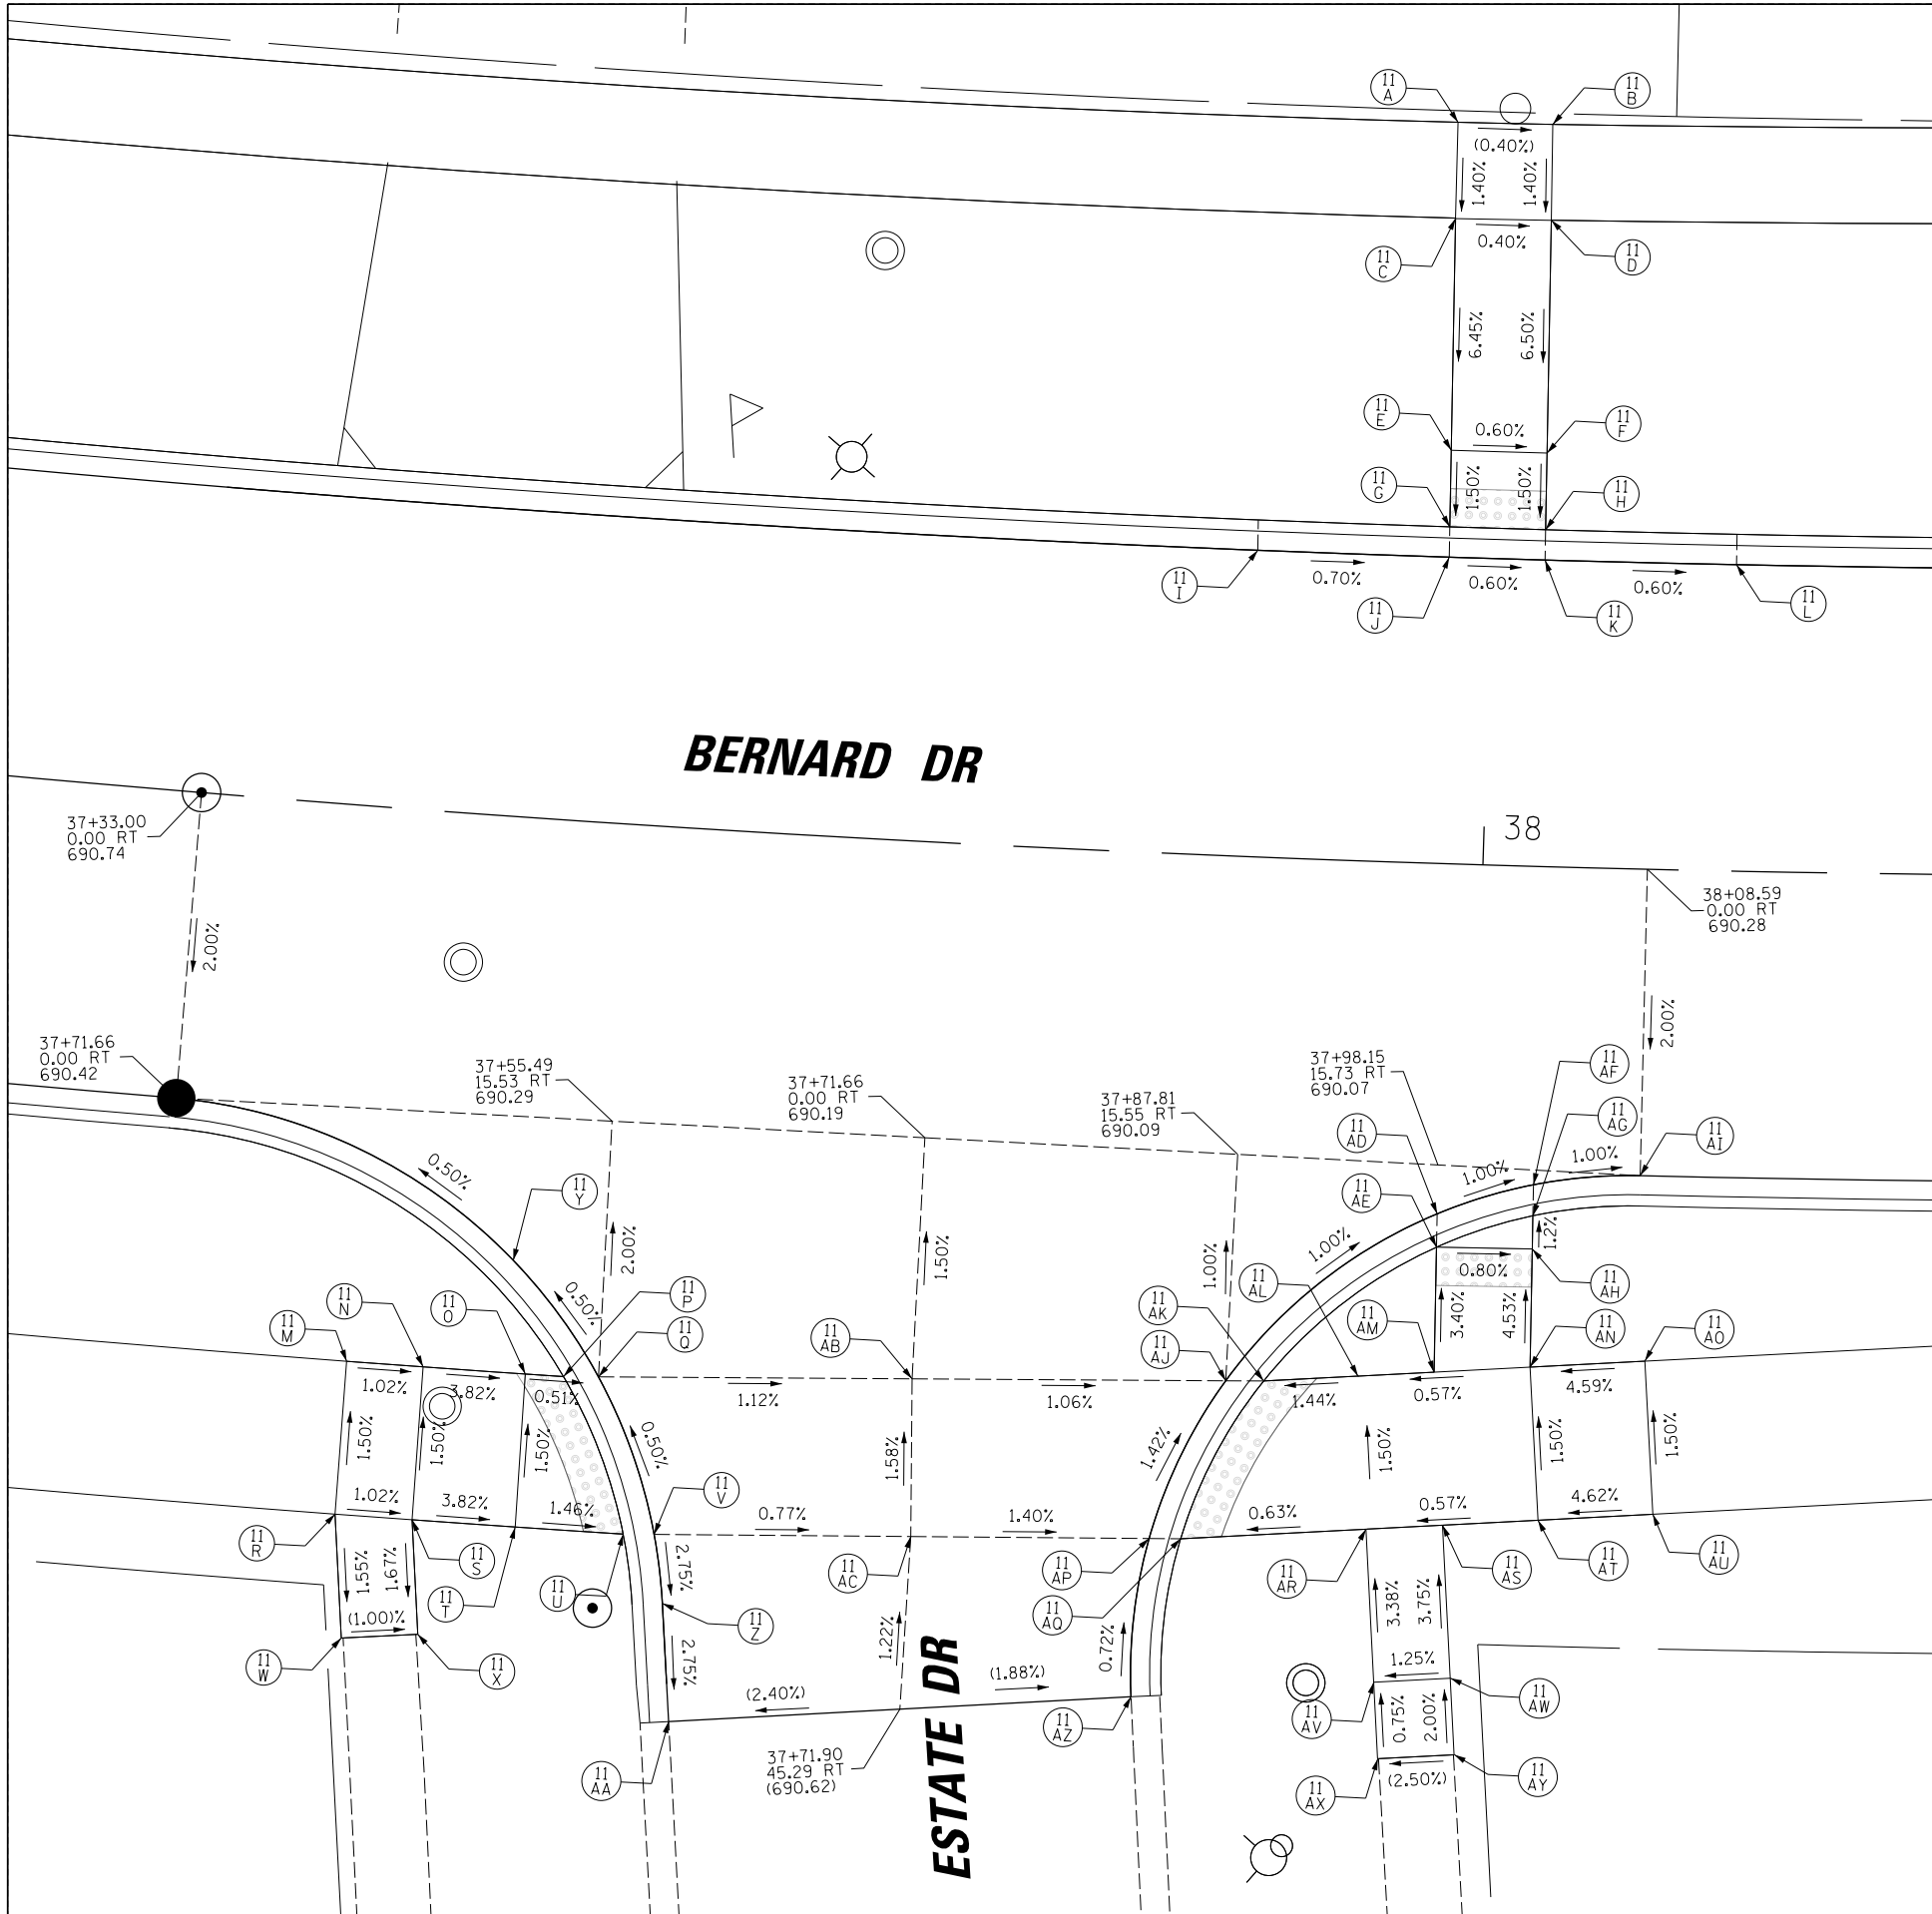 11
A
11
B
(0.40%)
1.40%
1.40%
0.40%
11
C
11
D
6.45%
6.50%
11
E
11
F
0.60%
11
G
11
H
1.50%
1.50%
11
I
0.70%
11
J
0.60%
11
K
0.60%
11
L
BERNARD DR
37+33.00
0.00 RT
690.74
38
38+08.59
0.00 RT
690.28
2.00%
2.00%
37+71.66
0.00 RT
690.42
37+55.49
15.53 RT
690.29
37+71.66
0.00 RT
690.19
37+87.81
15.55 RT
690.09
37+98.15
15.73 RT
690.07
11
AD
11
AF
11
AG
11
AI
0.50%
11
Y
11
AE
1.00%
1.00%
2.00%
1.50%
1.00%
1.00%
1.2%
0.80%
11
AH
11
N
11
O
0.50%
11
P
11
AK
11
AL
3.40%
4.53%
11
M
11
Q
11
AB
11
AJ
11
AM
11
AN
11
AO
1.02%
3.82%
0.51%
1.12%
1.06%
1.44%
0.57%
4.59%
1.50%
1.50%
1.50%
0.50%
1.58%
1.42%
1.50%
1.50%
1.50%
1.02%
3.82%
1.46%
11
V
0.77%
1.40%
0.63%
0.57%
4.62%
11
R
11
S
11
T
11
U
11
AC
11
AP
11
AQ
11
AR
11
AS
11
AT
11
AU
1.55%
1.67%
(1.00)%
2.75%
11
Z
2.75%
1.22%
0.72%
3.38%
3.75%
11
W
11
X
(2.40%)
(1.88%)
1.25%
11
AW
11
AV
11
AZ
0.75%
2.00%
11
AA
37+71.90
45.29 RT
(690.62)
(2.50%)
11
AX
11
AY
ESTATE DR